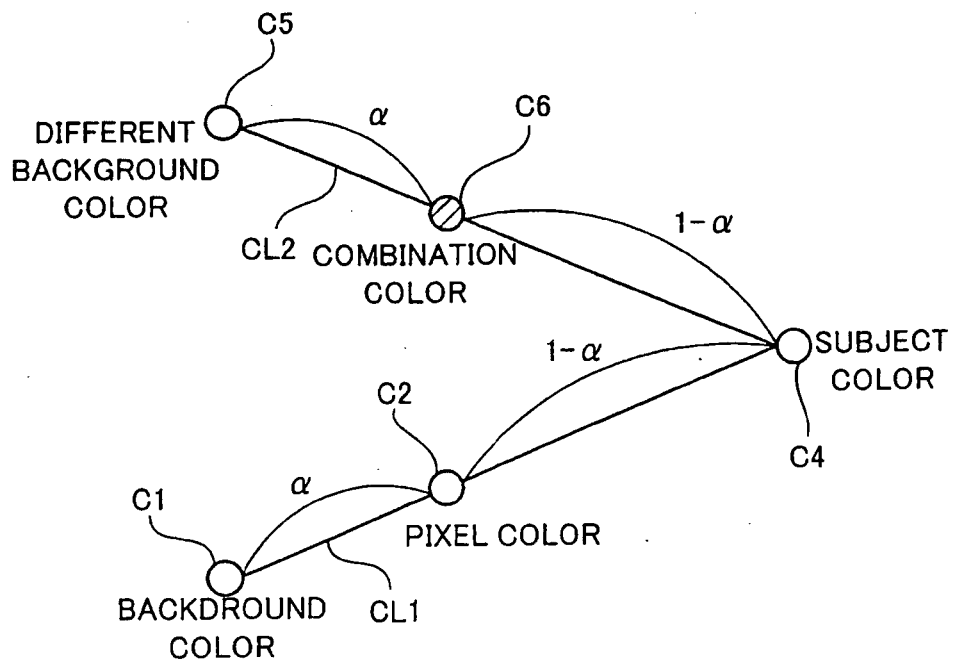 C5
DIFFERENT
BACKGROUND
COLOR
α
C6
CL2
COMBINATION
COLOR
1-α
1-α
SUBJECT
COLOR
C4
C2
α
C1
PIXEL COLOR
CL1
BACKDROUND
COLOR